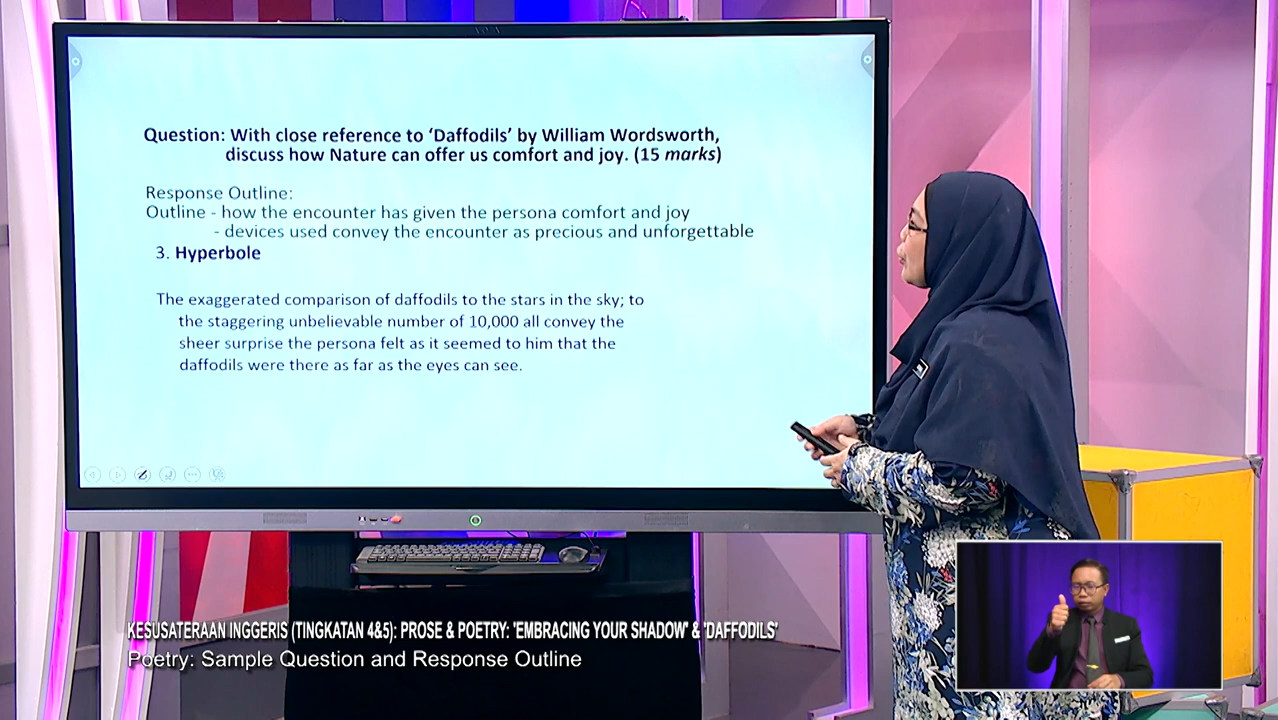 Question: With close reference to ‘Daffodils’ by William Wordsworth,
discuss how Nature can offer us comfort and joy. (15 marks)
Response Outline:
Outline - how the encounter has given the persona comfort and joy
- devices used convey the encounter as precious and unforgettable
3. Hyperbole
The exaggerated comparison of daffodils to the stars in the sky; to
the staggering unbelievable number of 10,000 all convey the
sheer surprise the persona felt as it seemed to him that the
daffodils were there as far as the eyes can see.
KESUSATERAAN INGGERIS (TINGKATAN 4&5): PROSE & POETRY: 'EMBRACING YOUR SHADOW' & 'DAFFODILS'
Poetry: Sample Question and Response Outline